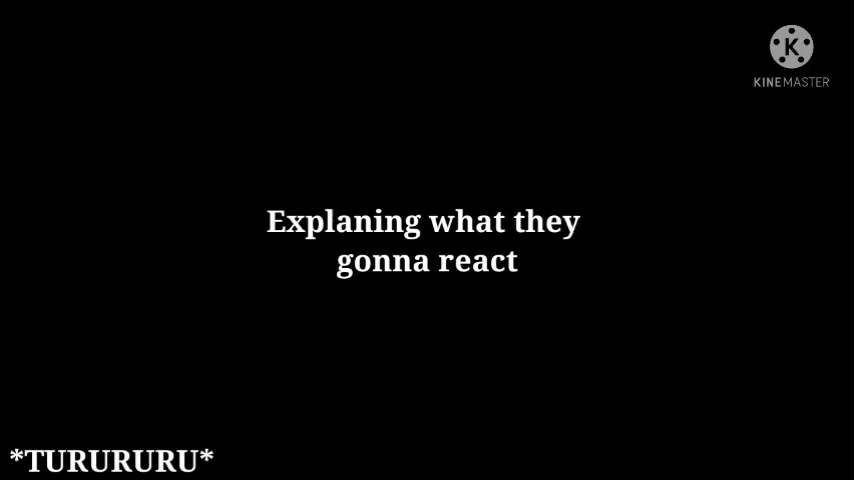 K
KINEMASTER
Explaning what they
gonna react
*TURURURU*